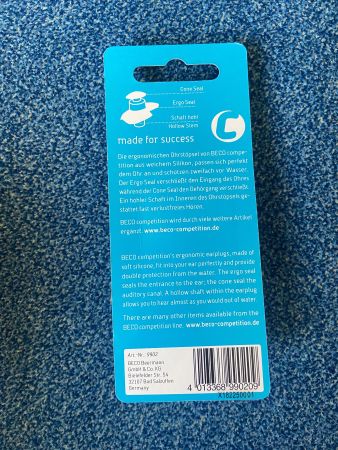 Cone Seal
Ergo Seal
Schaft hohl
Hollow Stem
made for success
Die ergonomischen Ohrstöpsel von BECO compe-
tition aus weichem Silikon, passen sich perfekt
dem Ohr an und schützen zweifach vor Wasser.
Der Ergo Seal verschließt den Eingang des Ohres
während der Cone Seal den Gehörgang verschließt.
Ein hohler Schaft im Inneren des Ohrstöpsels ge-
stattet fast verlustfreies Hören.
BECO competition wird durch viele weitere Artikel
ergänzt. www.beco-competition.de
BECO competition's ergonomic earplugs, made of
soft silicone, fit into your ear perfectly and provide
double protection from the water. The ergo seal
seals the entrance to the ear; the cone seal the
auditory canal. A hollow shaft within the earplug
allows you to hear almost as you would out of water.
There are many other items available from the
BECO competition line. www.beco-competition.de
Art.-Nr.: 9902
BECO Beermann
GmbH & Co. KG
Bielefelder Str. 54
32107 Bad Salzuflen
Germany
4 013368 990209
X182250001